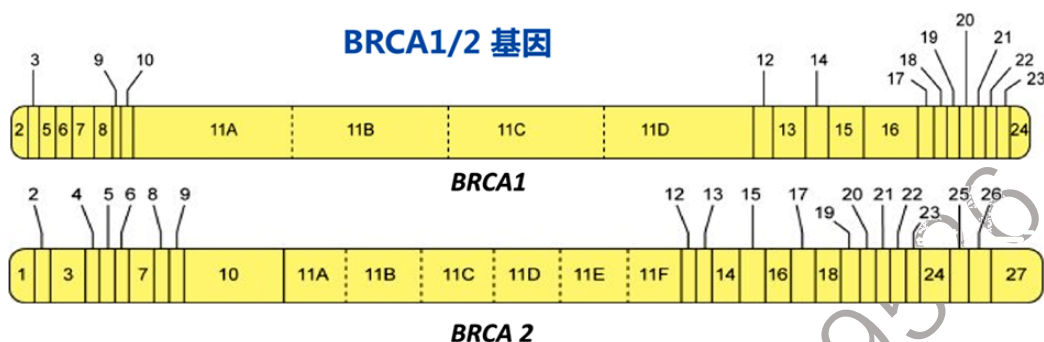 BRCA1/2 基因
3 9 10 12 14 17 18 19 20 21 22 23
2 5 6 7 8 11A 11B 11C 11D 13 15 16 24
BRCA1
2 4 5 6 8 9 12 13 15 17 19 20 21 22 23 25 26
1 3 7 10 11A 11B 11C 11D 11E 11F 14 16 18 24 27
BRCA 2